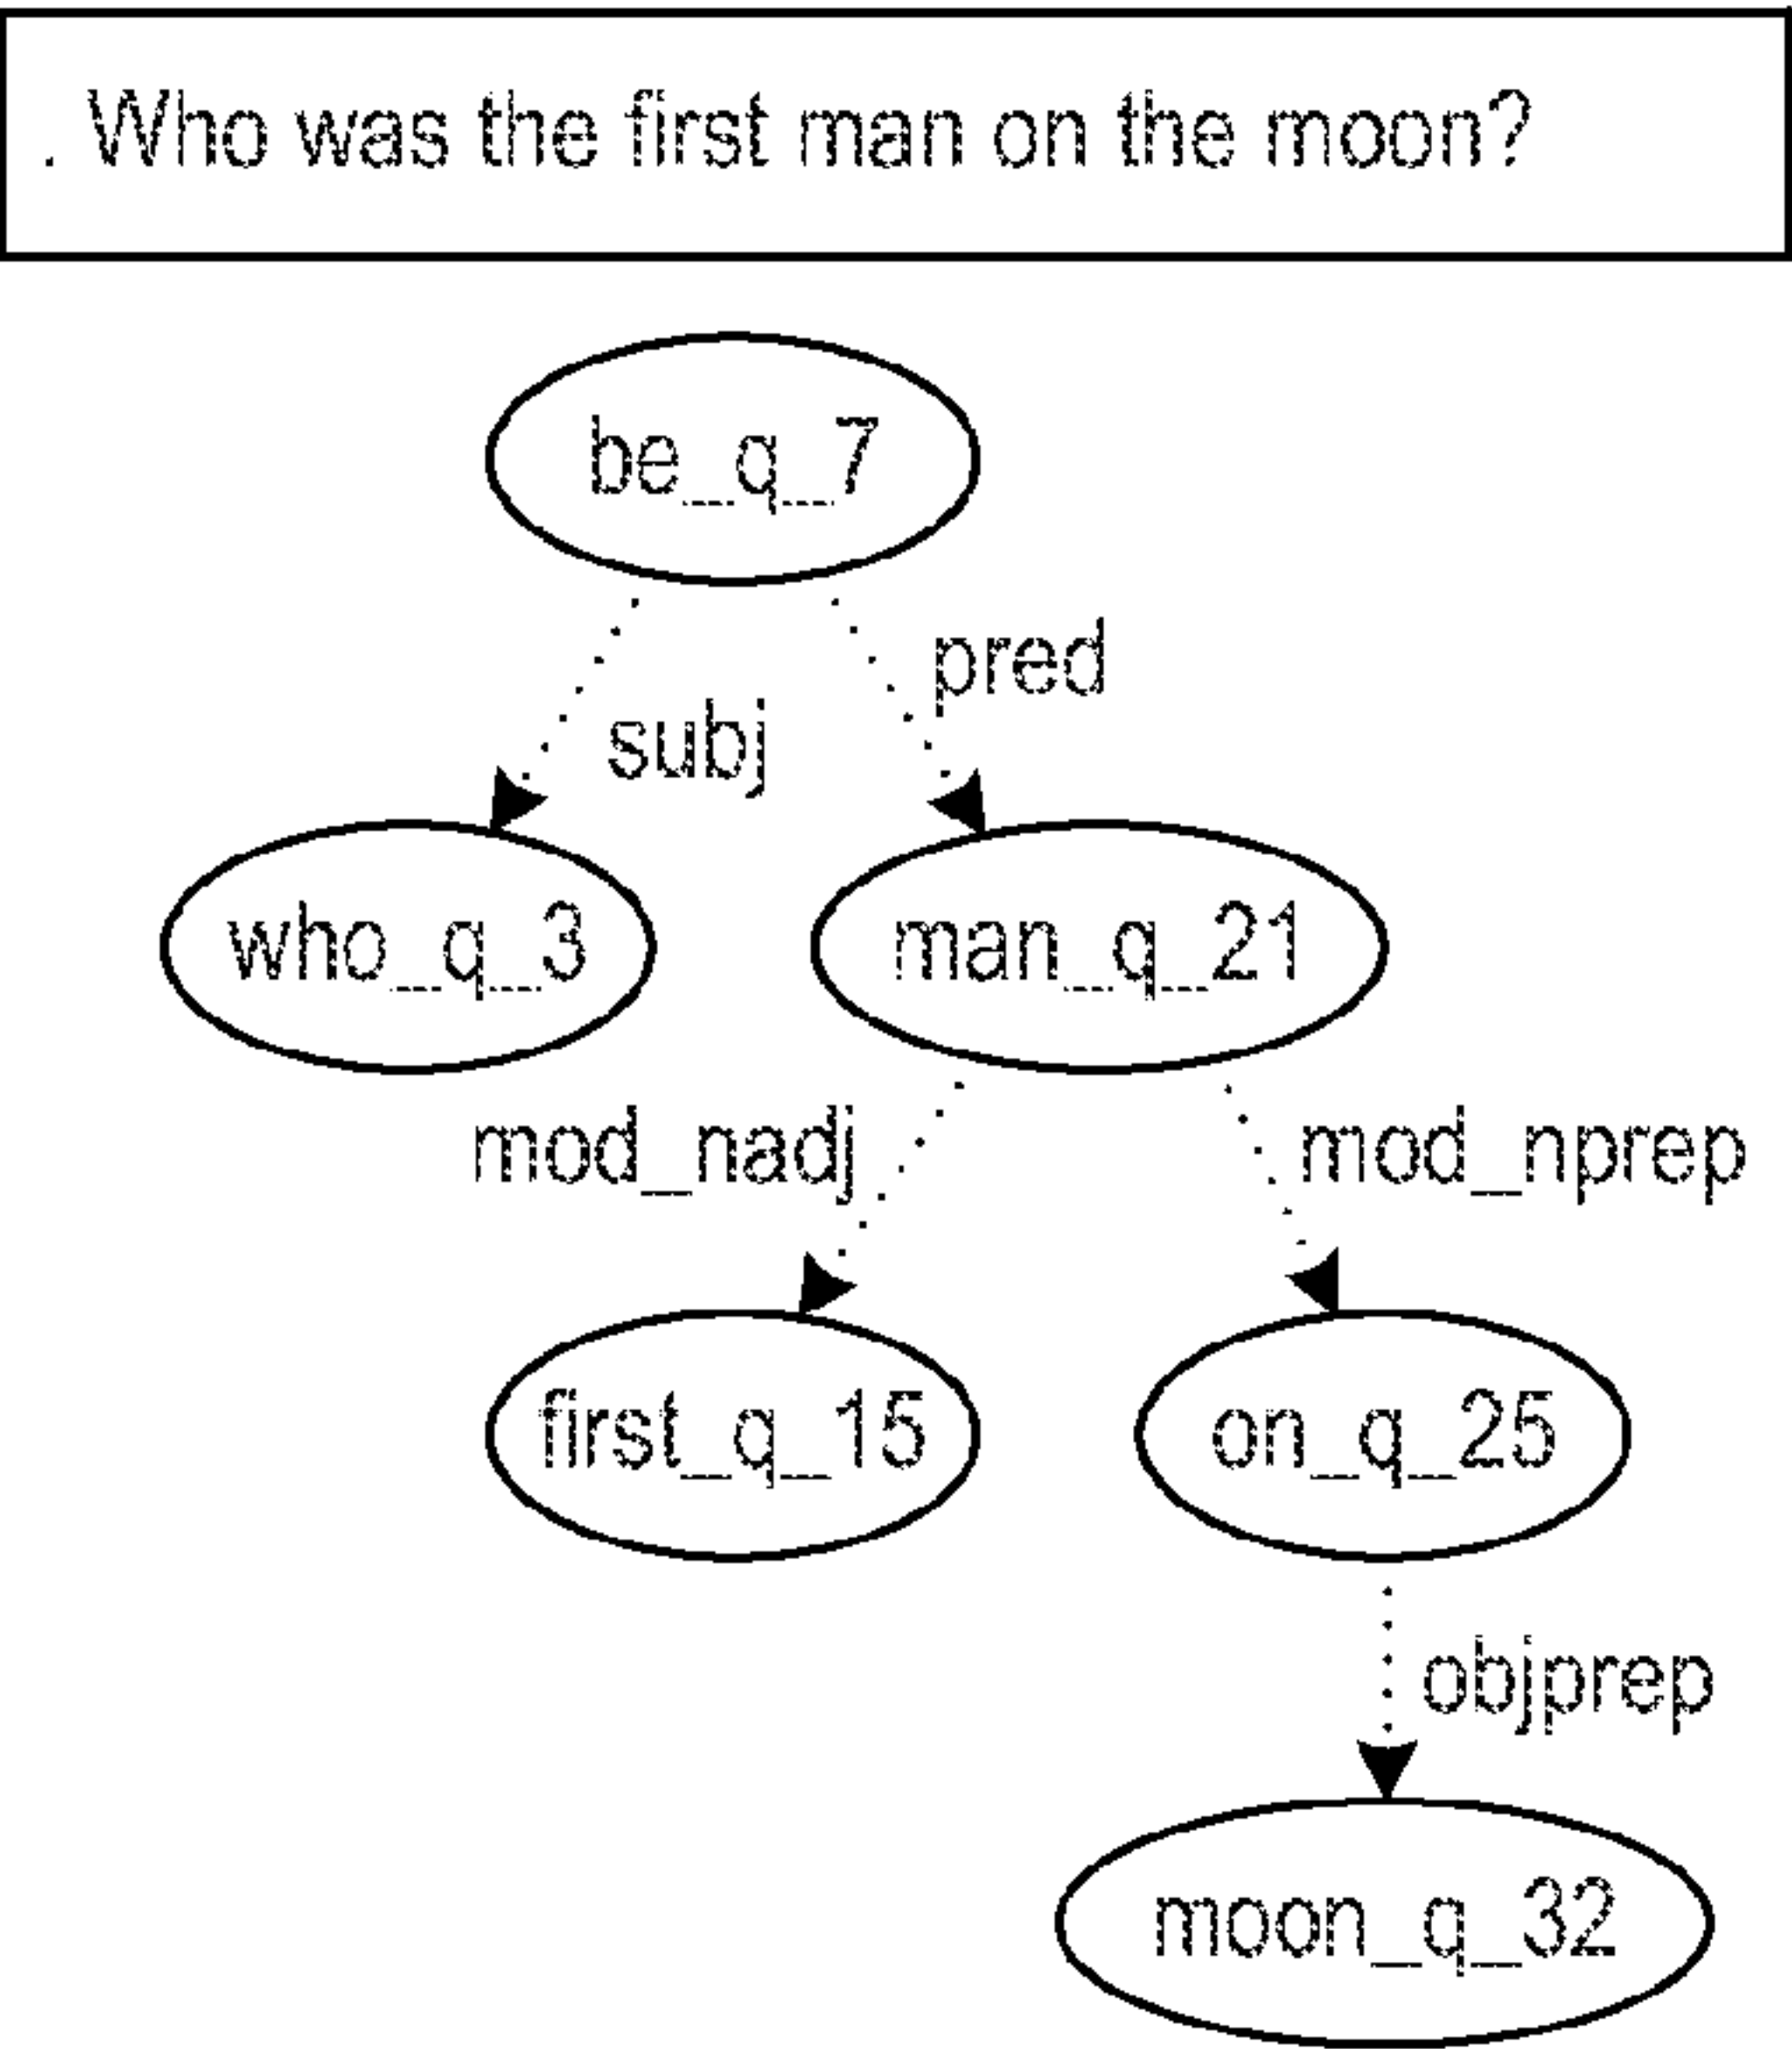 . Who was the first man on the moon?
be_q_7
pred
subj
who_q_3
man_q_21
mod_nadj
mod_nprep
first_q_15
on_q_25
objprep
moon_q_32